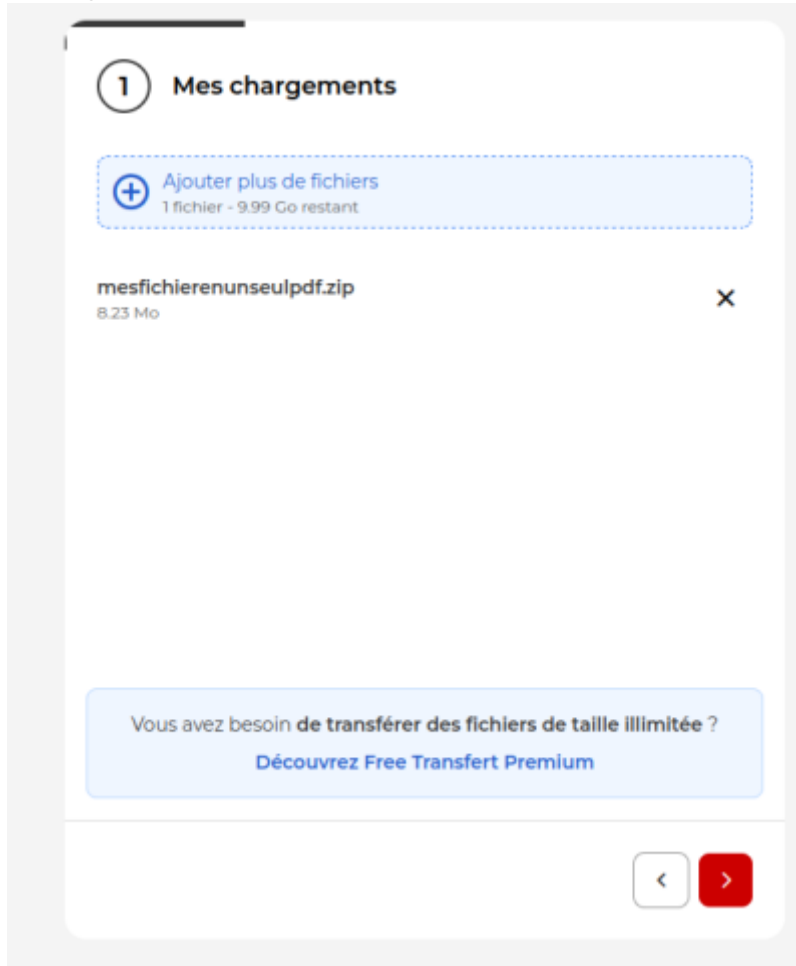 1 Mes chargements
Ajouter plus de fichiers
1 fichier - 9.99 Go restant
mesfichierenunseulpdf.zip
8.23 Mo
Vous avez besoin de transférer des fichiers de taille illimitée ?
Découvrez Free Transfert Premium